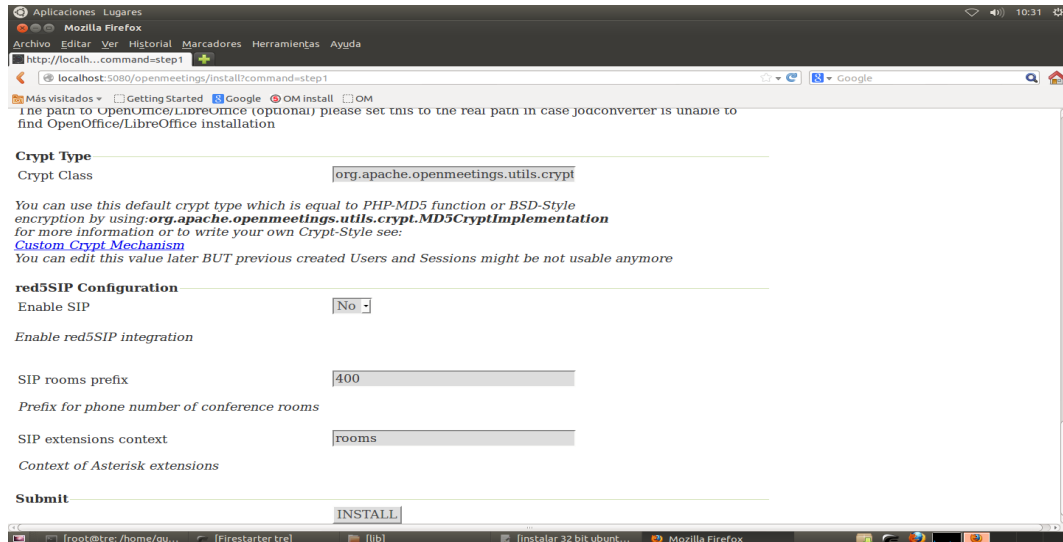 Aplicaciones Lugares
10:31
Mozilla Firefox
Archivo Editar Ver Historial Marcadores Herramientas Ayuda
http://localh...command=step1
localhost:5080/openmeetings/install?command=step1
Google
Más visitados
Getting Started
Google
OM install
OM
The path to OpenOffice/LibreOffice (optional) please set this to the real path in case jodconverter is unable to
find OpenOffice/LibreOffice installation
Crypt Type
Crypt Class
org.apache.openmeetings.utils.crypt
You can use this default crypt type which is equal to PHP-MD5 function or BSD-Style
encryption by using:org.apache.openmeetings.utils.crypt.MD5CryptImplementation
for more information or to write your own Crypt-Style see:
Custom Crypt Mechanism
You can edit this value later BUT previous created Users and Sessions might be not usable anymore
red5SIP Configuration
Enable SIP
No
Enable red5SIP integration
SIP rooms prefix
400
Prefix for phone number of conference rooms
SIP extensions context
rooms
Context of Asterisk extensions
Submit
INSTALL
[root@tre: /home/gu...
[Firestarter tre]
[lib]
[instalar 32 bit ubunt...
Mozilla Firefox